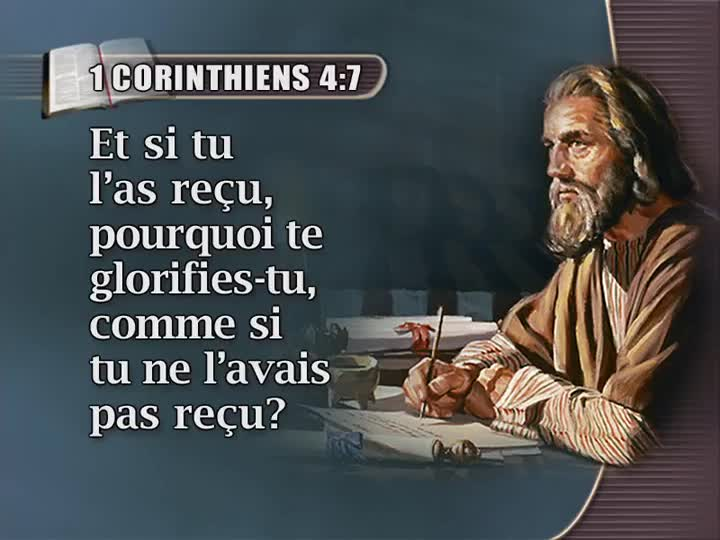 1 CORINTHIENS 4:7
Et si tu
l’as reçu,
pourquoi te
glorifies-tu,
comme si
tu ne l’avais
pas reçu?